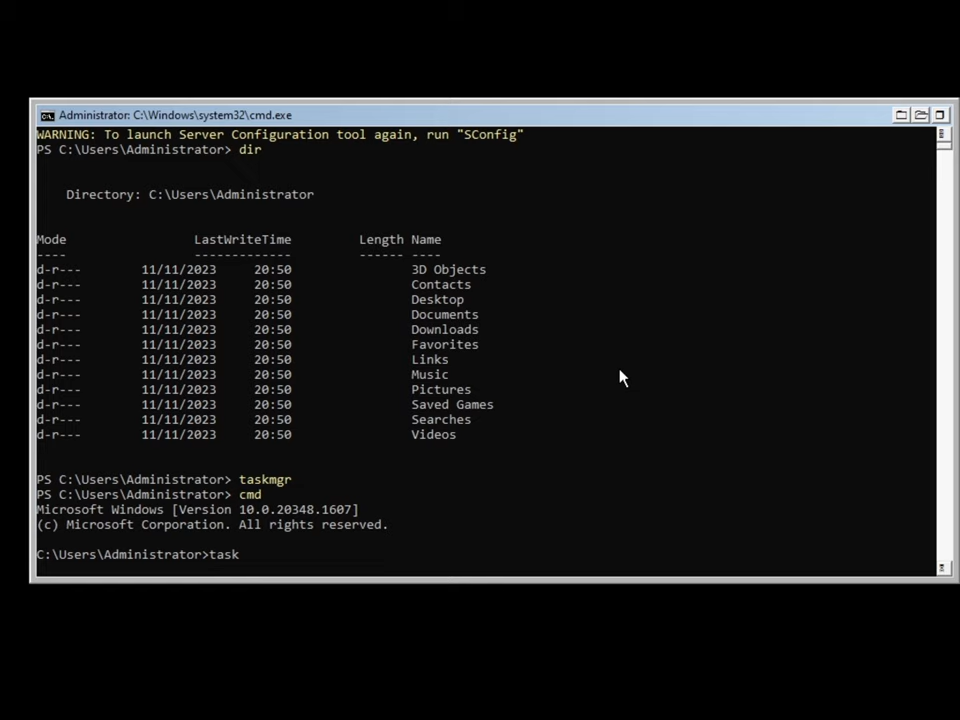 Administrator: C:\Windows\system32\cmd.exe
WARNING: To launch Server Configuration tool again, run "SConfig"
PS C:\Users\Administrator> dir
Directory: C:\Users\Administrator
Mode LastWriteTime Length Name
---- ------------- ------ ----
d-r--- 11/11/2023 20:50 3D Objects
d-r--- 11/11/2023 20:50 Contacts
d-r--- 11/11/2023 20:50 Desktop
d-r--- 11/11/2023 20:50 Documents
d-r--- 11/11/2023 20:50 Downloads
d-r--- 11/11/2023 20:50 Favorites
d-r--- 11/11/2023 20:50 Links
d-r--- 11/11/2023 20:50 Music
d-r--- 11/11/2023 20:50 Pictures
d-r--- 11/11/2023 20:50 Saved Games
d-r--- 11/11/2023 20:50 Searches
d-r--- 11/11/2023 20:50 Videos
PS C:\Users\Administrator> taskmgr
PS C:\Users\Administrator> cmd
Microsoft Windows [Version 10.0.20348.1607]
(c) Microsoft Corporation. All rights reserved.
C:\Users\Administrator>task